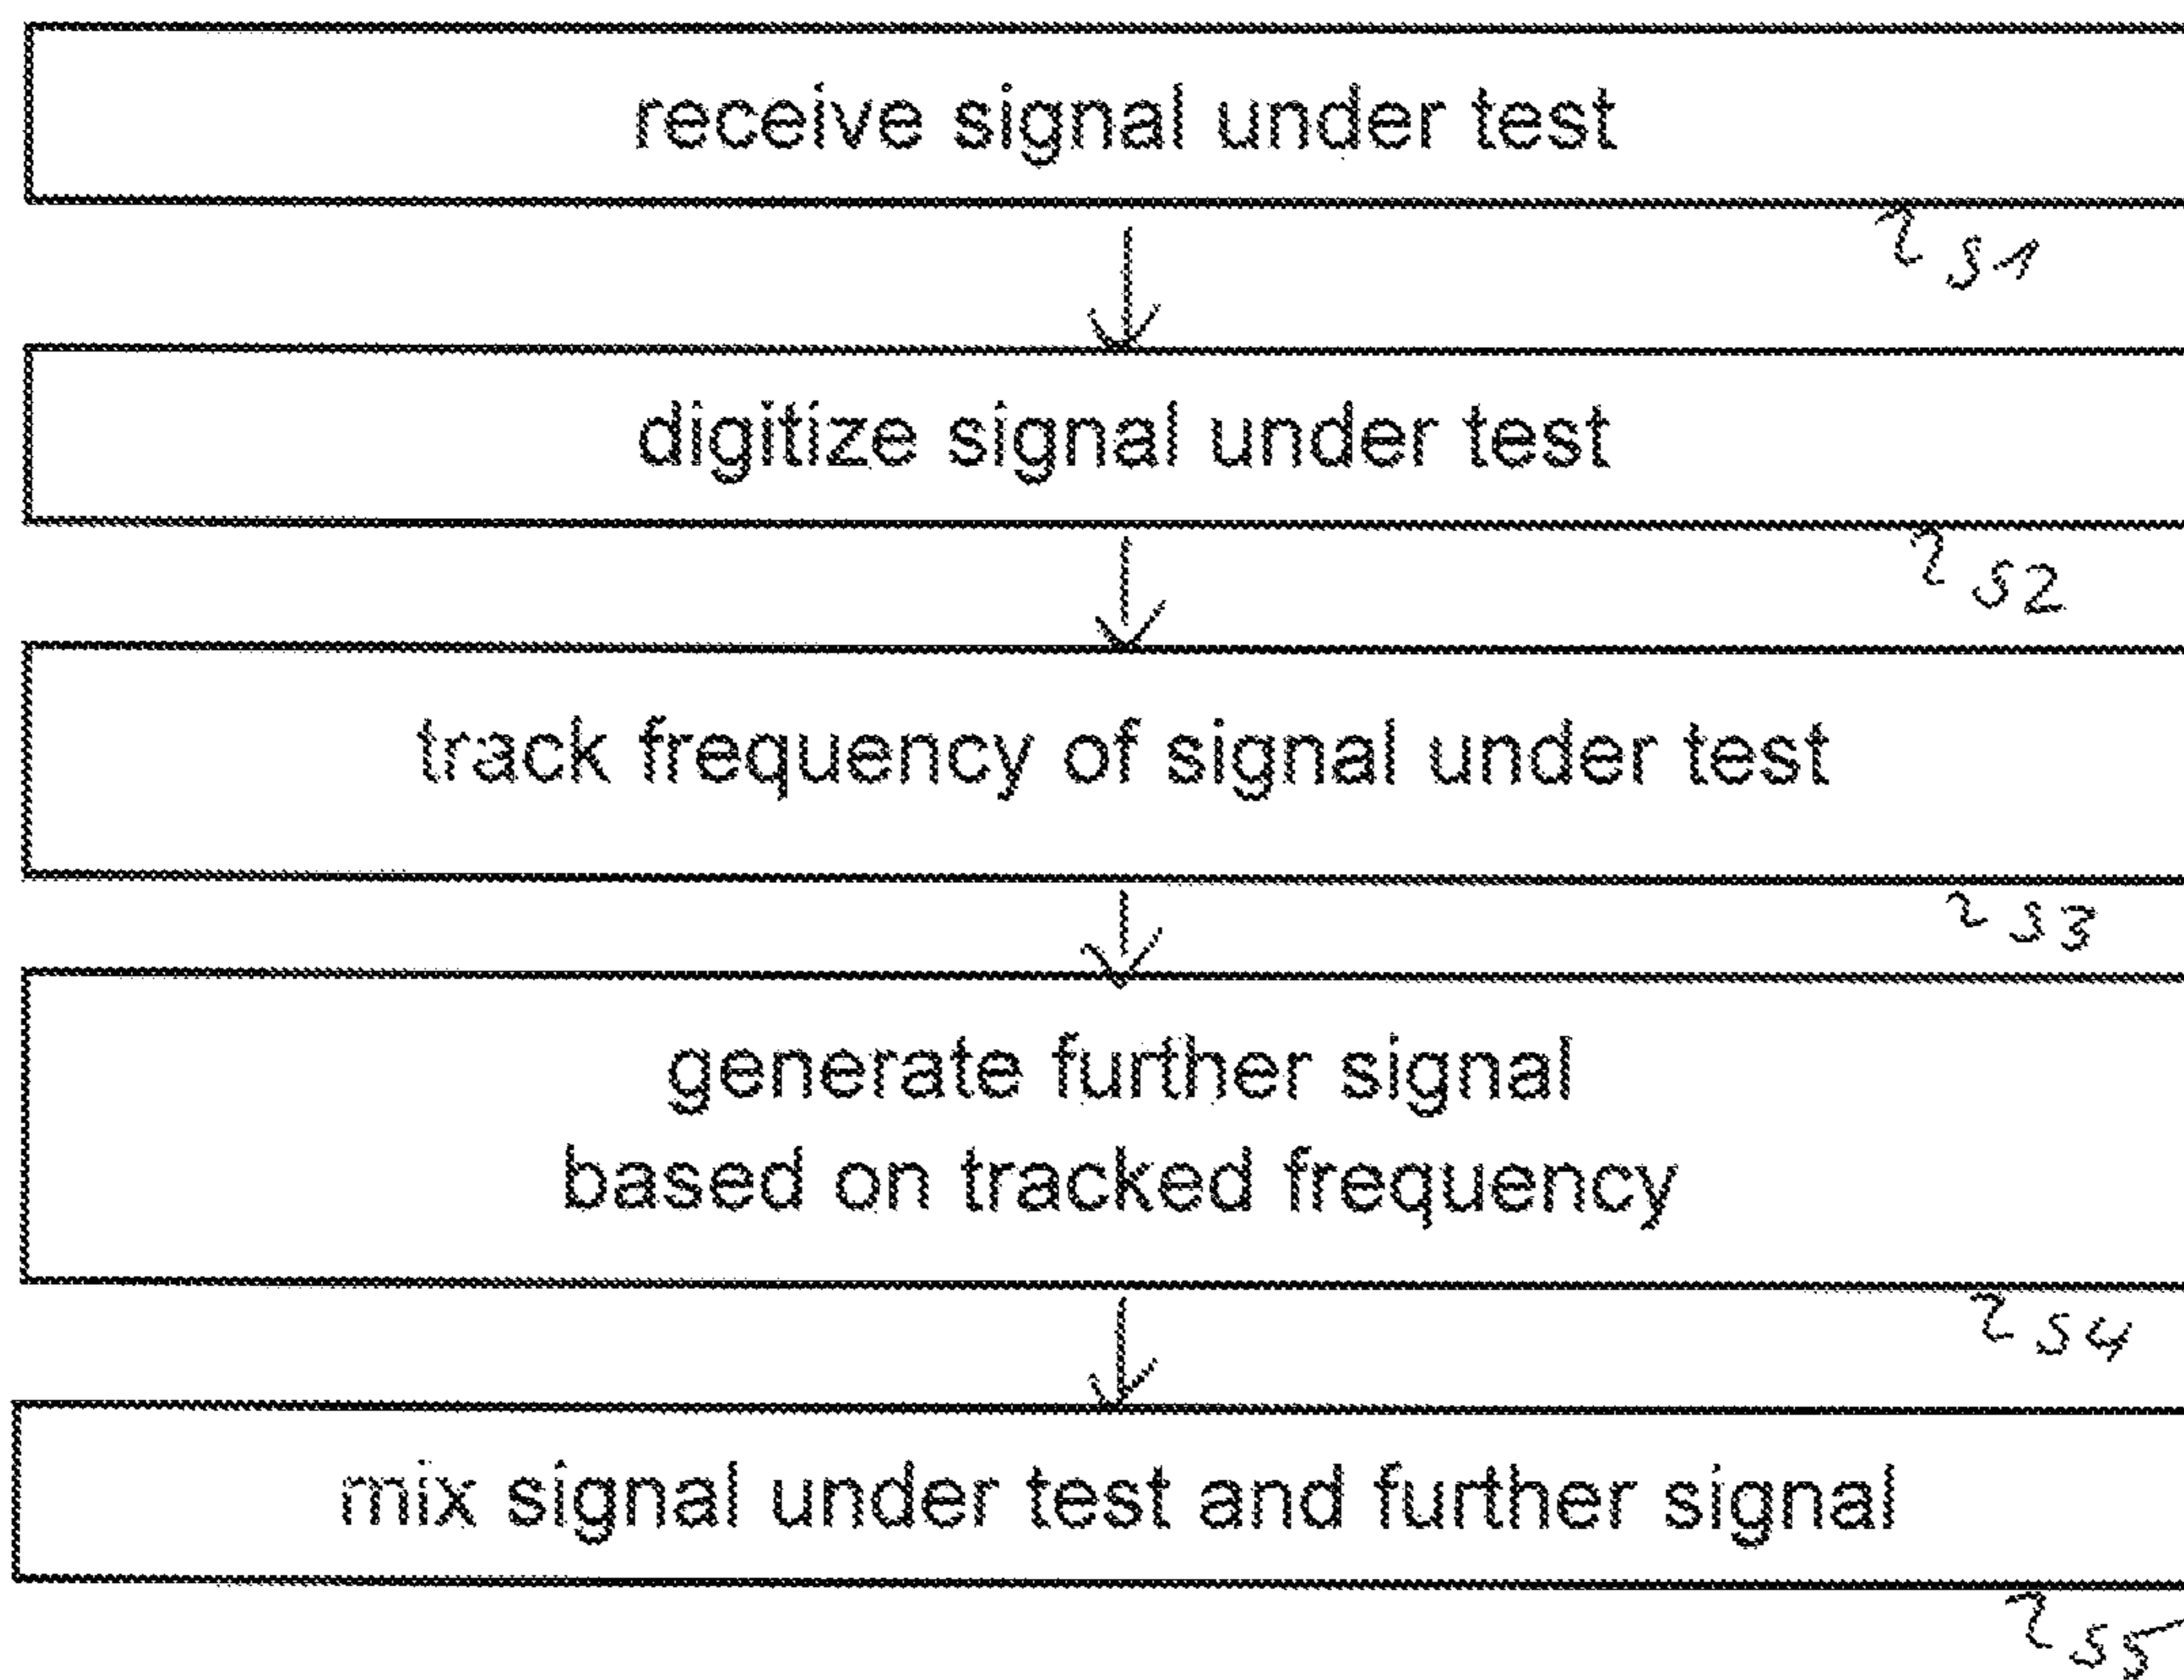 receive signal under test
S1
digitize signal under test
S2
track frequency of signal under test
S3
generate further signal
based on tracked frequency
S4
mix signal under test and further signal
S5